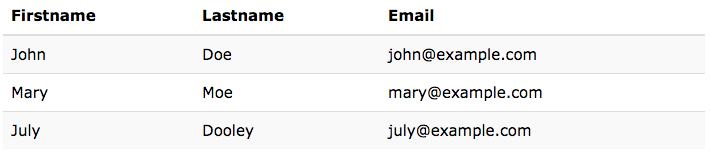 Firstname Lastname Email
John Doe john@example.com
Mary Moe mary@example.com
July Dooley july@example.com